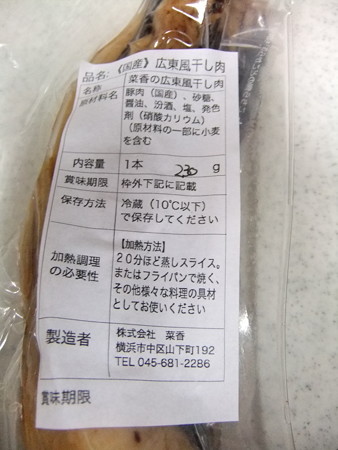 品名:《国産》広東風干し肉
名称 菜香の広東風干し肉
原材料名 豚肉（国産）、砂糖、
醤油、汾酒、塩、発色
剤（硝酸カリウム）
（原材料の一部に小麦
を含む
内容量 1本 230 g
賞味期限 枠外下記に記載
保存方法 冷蔵（10℃以下）
で保存してください
加熱調理
の必要性
【加熱方法】
20分ほど蒸しスライス。
またはフライパンで焼く、
その他様々な料理の具材
としてお使いください
製造者 株式会社 菜香
横浜市中区山下町192
TEL 045-681-2286
賞味期限